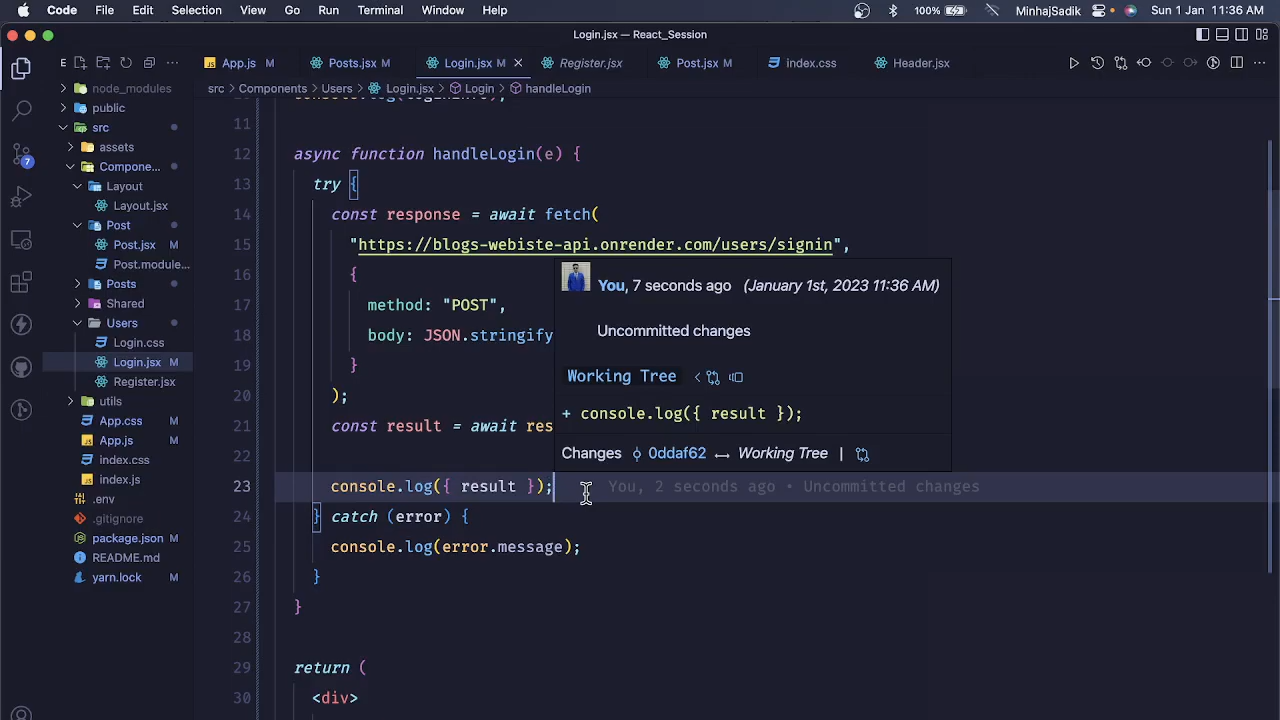 Code File Edit Selection View Go Run Terminal Window Help 100% MinhajSadik Sun 1 Jan 11:36 AM
Login.jsx — React_Session
E
App.js M Posts.jsx M Login.jsx M Register.jsx Post.jsx M index.css Header.jsx
src > Components > Users > Login.jsx > Login > handleLogin
node_modules
public
src
assets
Compone...
Layout
Layout.jsx
Post
Post.jsx M
Post.module...
Posts
Shared
Users
Login.css
Login.jsx M
Register.jsx
utils
App.css M
App.js M
index.css
index.js
.env
.gitignore
package.json M
README.md
yarn.lock M
7
11
12 async function handleLogin(e) {
13 try {
14 const response = await fetch(
15 "https://blogs-webiste-api.onrender.com/users/signin",
16 {
17 method: "POST",
18 body: JSON.stringify
19 }
20 );
21 const result = await res
22
23 console.log({ result }); You, 2 seconds ago • Uncommitted changes
24 } catch (error) {
25 console.log(error.message);
26 }
27 }
28
29 return (
30 <div>
You, 7 seconds ago (January 1st, 2023 11:36 AM)
Uncommitted changes
Working Tree
+ console.log({ result });
Changes 0ddaf62 ↔ Working Tree |